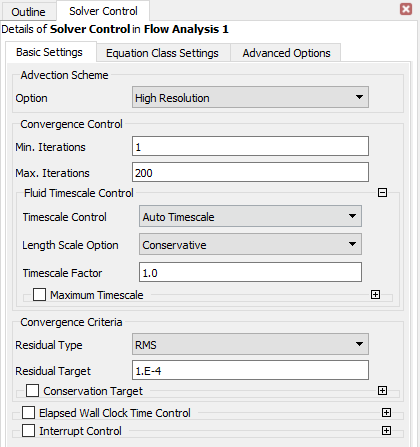 Outline Solver Control
Details of Solver Control in Flow Analysis 1
Basic Settings Equation Class Settings Advanced Options
Advection Scheme
Option High Resolution
Convergence Control
Min. Iterations 1
Max. Iterations 200
Fluid Timescale Control
Timescale Control Auto Timescale
Length Scale Option Conservative
Timescale Factor 1.0
Maximum Timescale
Convergence Criteria
Residual Type RMS
Residual Target 1.E-4
Conservation Target
Elapsed Wall Clock Time Control
Interrupt Control